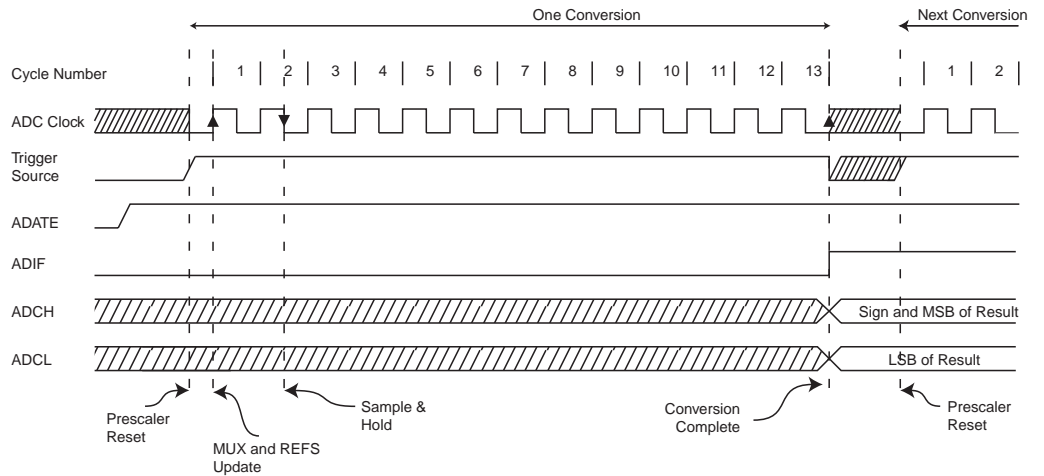 One Conversion
Next Conversion
Cycle Number
1 2 3 4 5 6 7 8 9 10 11 12 13 1 2
ADC Clock
Trigger
Source
ADATE
ADIF
ADCH
Sign and MSB of Result
ADCL
LSB of Result
Prescaler
Reset
MUX and REFS
Update
Sample &
Hold
Conversion
Complete
Prescaler
Reset